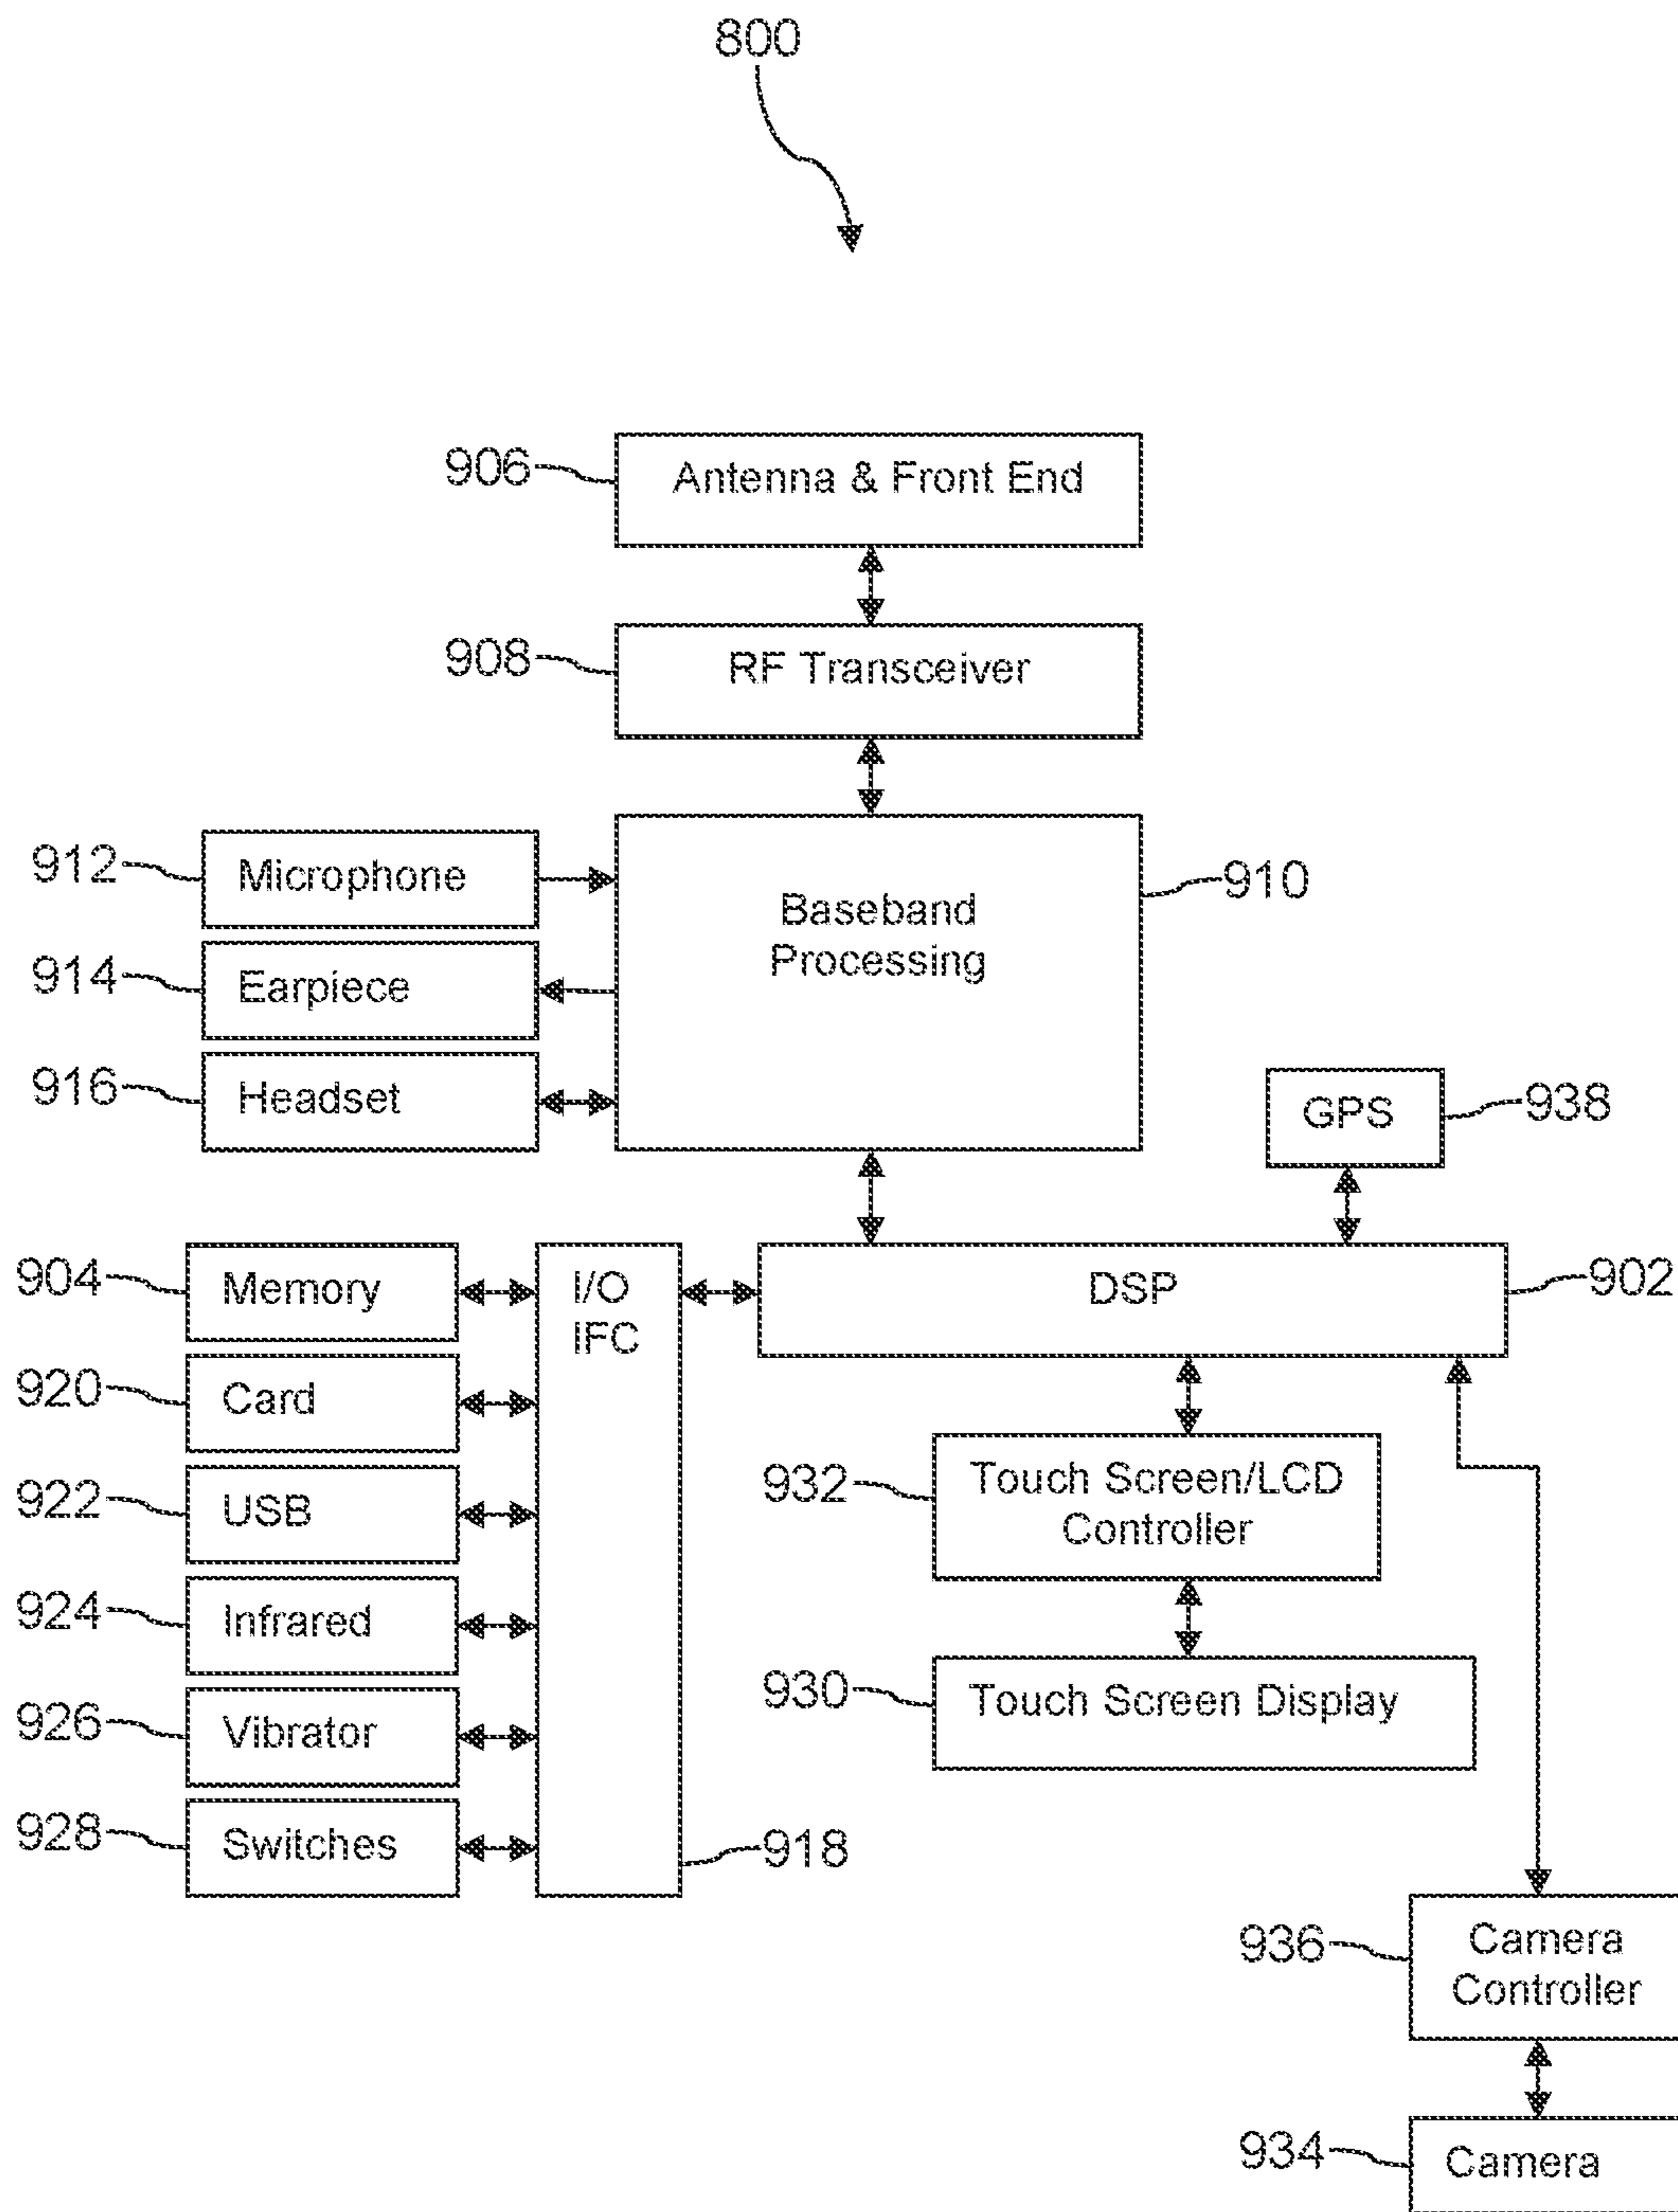 800
906
Antenna & Front End
908
RF Transceiver
912
Microphone
Baseband
Processing
910
914
Earpiece
916
Headset
GPS
938
904
Memory
I/O
IFC
DSP
902
920
Card
922
USB
932
Touch Screen/LCD
Controller
924
Infrared
930
Touch Screen Display
926
Vibrator
928
Switches
918
936
Camera
Controller
934
Camera